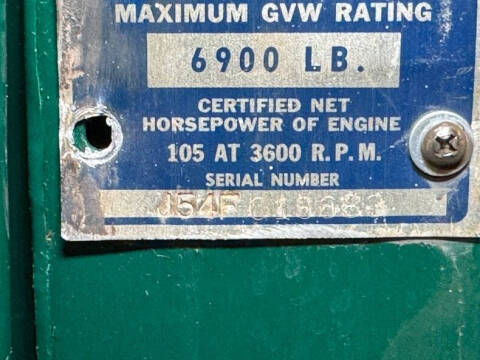 MAXIMUM GVW RATING
6900 LB.
CERTIFIED NET
HORSEPOWER OF ENGINE
105 AT 3600 R.P.M.
SERIAL NUMBER